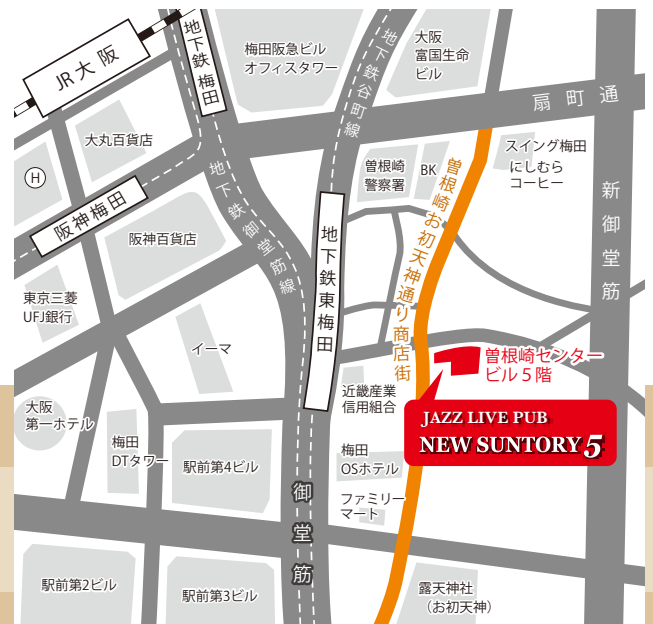 JR大阪
地下鉄梅田
梅田阪急ビル
オフィスタワー
地下鉄谷町線
大阪
富国生命
ビル
扇町通
大丸百貨店
H
阪神梅田
阪神百貨店
地下鉄御堂筋線
曽根崎
警察署
BK
スイング梅田
にしむら
コーヒー
新御堂筋
曽根崎お初天神通り商店街
地下鉄東梅田
東京三菱
UFJ銀行
イーマ
曽根崎センター
ビル5階
近畿産業
信用組合
JAZZ LIVE PUB
NEW SUNTORY 5
大阪
第一ホテル
梅田
DTタワー
駅前第4ビル
梅田
OSホテル
ファミリー
マート
御堂筋
駅前第2ビル
駅前第3ビル
露天神社
（お初天神）